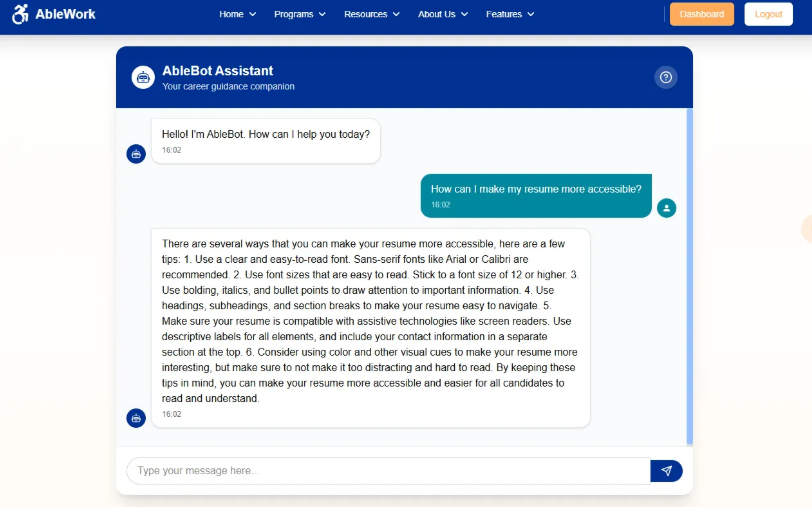 AbleWork
Home Programs Resources About Us Features Dashboard Logout
AbleBot Assistant
Your career guidance companion
Hello! I'm AbleBot. How can I help you today?
16:02
How can I make my resume more accessible?
16:02
There are several ways that you can make your resume more accessible, here are a few
tips: 1. Use a clear and easy-to-read font. Sans-serif fonts like Arial or Calibri are
recommended. 2. Use font sizes that are easy to read. Stick to a font size of 12 or higher. 3.
Use bolding, italics, and bullet points to draw attention to important information. 4. Use
headings, subheadings, and section breaks to make your resume easy to navigate. 5.
Make sure your resume is compatible with assistive technologies like screen readers. Use
descriptive labels for all elements, and include your contact information in a separate
section at the top. 6. Consider using color and other visual cues to make your resume more
interesting, but make sure to not make it too distracting and hard to read. By keeping these
tips in mind, you can make your resume more accessible and easier for all candidates to
read and understand.
16:02
Type your message here...